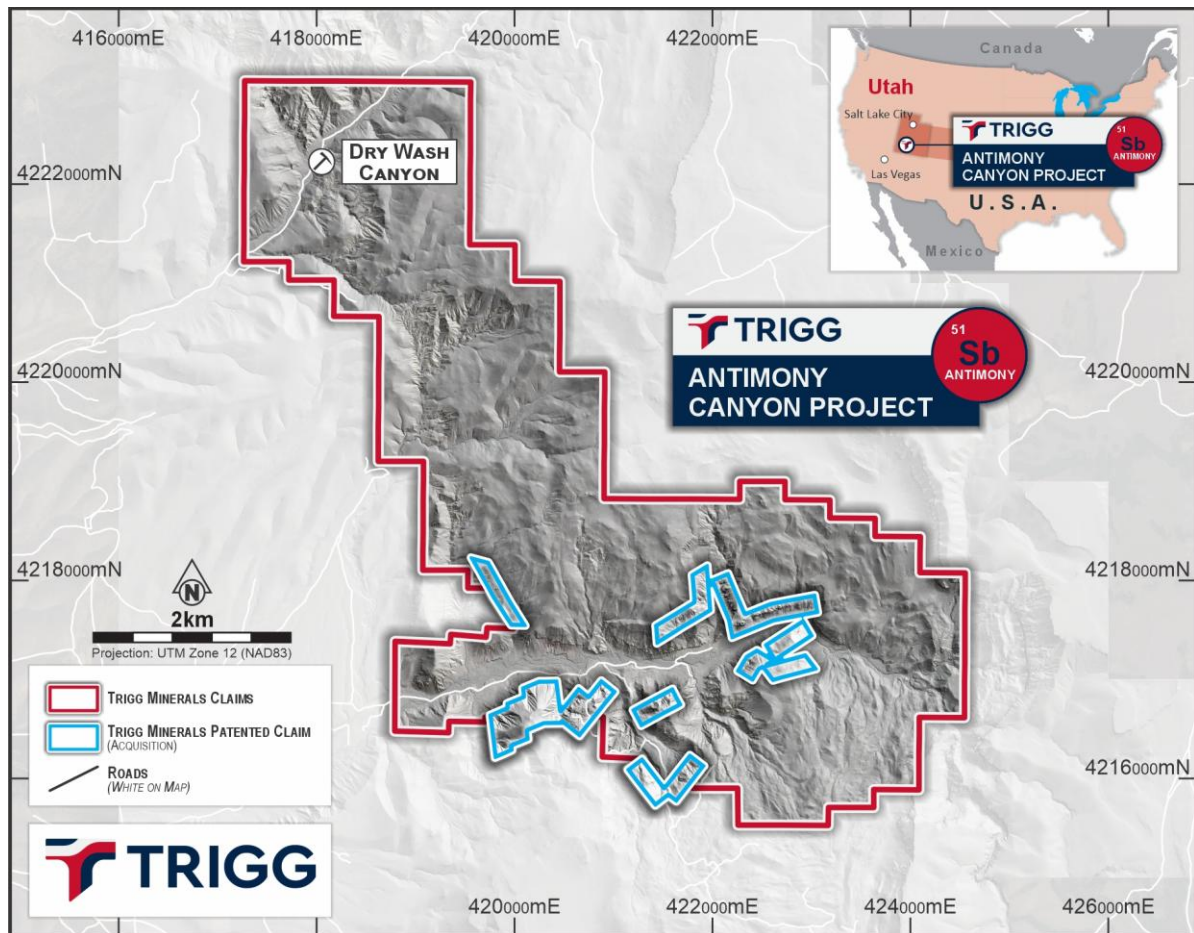 416000mE 418000mE 420000mE 422000mE
Canada
Utah
Salt Lake City
Las Vegas
TRIGG
ANTIMONY
CANYON PROJECT
51
Sb
ANTIMONY
U.S.A.
Mexico
DRY WASH
CANYON
4222000mN
TRIGG
ANTIMONY
CANYON PROJECT
51
Sb
ANTIMONY
4220000mN
4220000mN
4218000mN
4218000mN
N
2km
Projection: UTM Zone 12 (NAD83)
TRIGG MINERALS CLAIMS
TRIGG MINERALS PATENTED CLAIM
(ACQUISITION)
ROADS
(WHITE ON MAP)
4216000mN
TRIGG
420000mE 422000mE 424000mE 426000mE